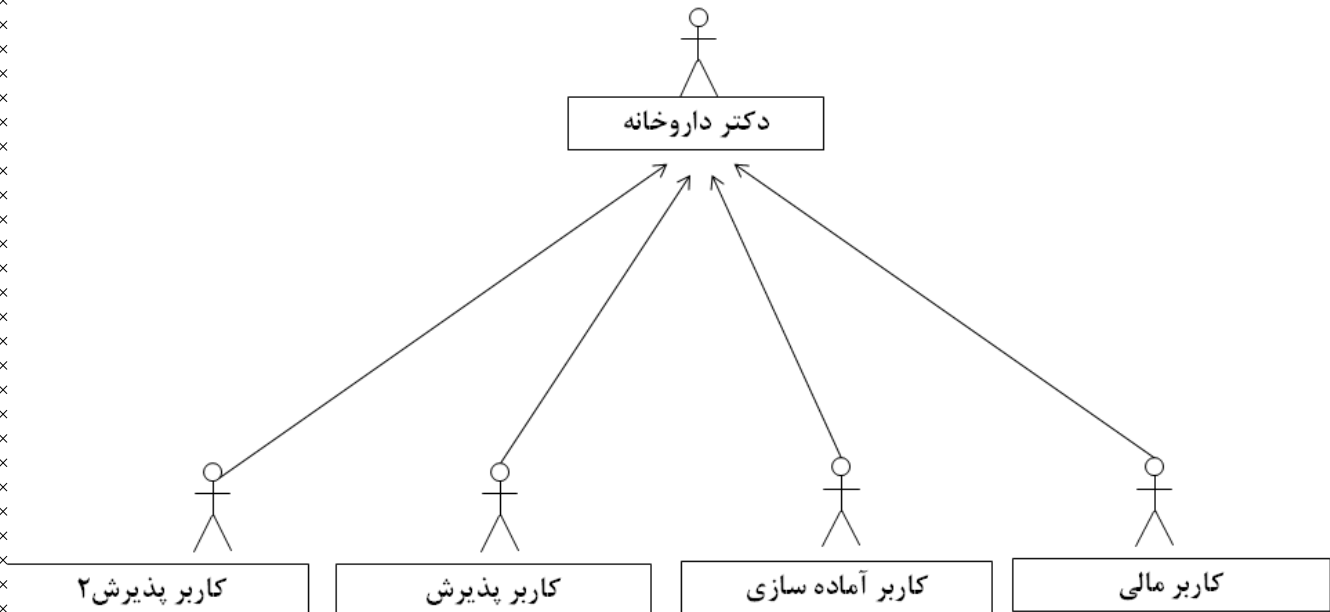 دکتر داروخانه
کاربر مالی
کاربر آماده سازی
کاربر پذیرش
کاربر پذیرش۲